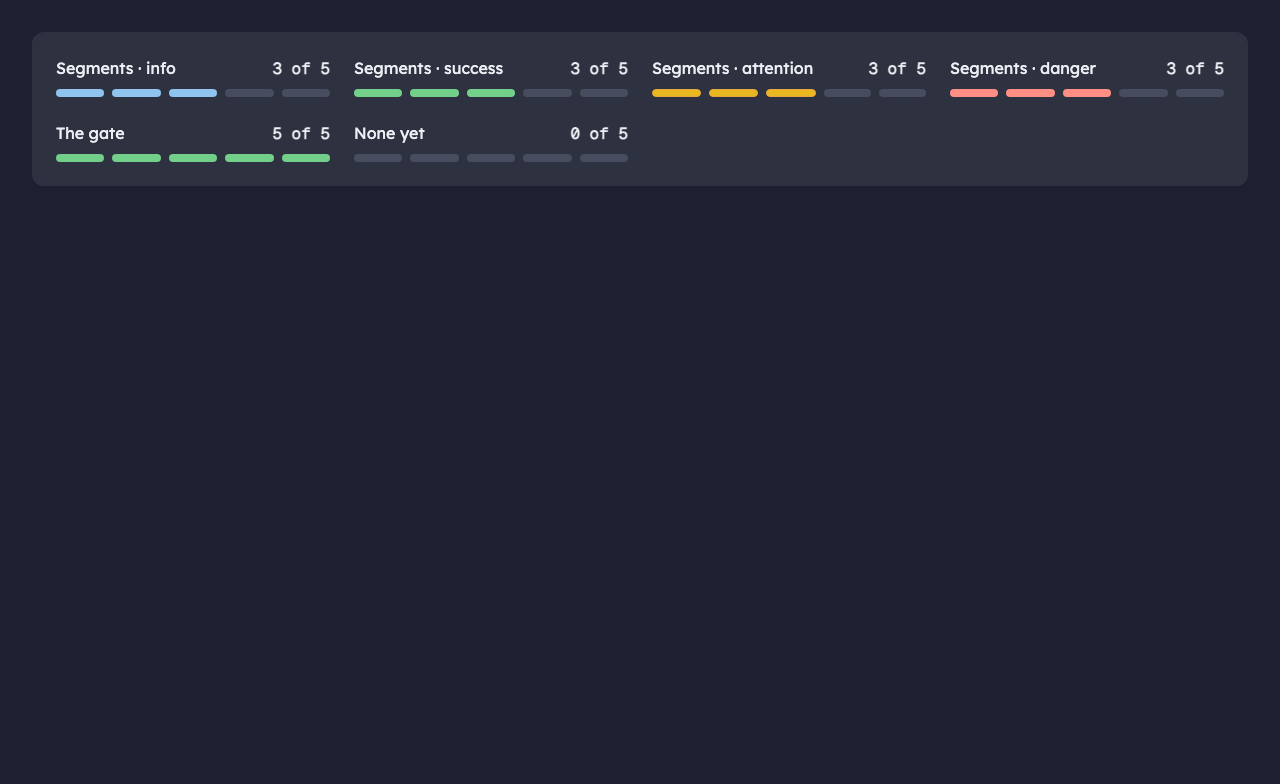 Segments · info 3 of 5
Segments · success 3 of 5
Segments · attention 3 of 5
Segments · danger 3 of 5
The gate 5 of 5
None yet 0 of 5